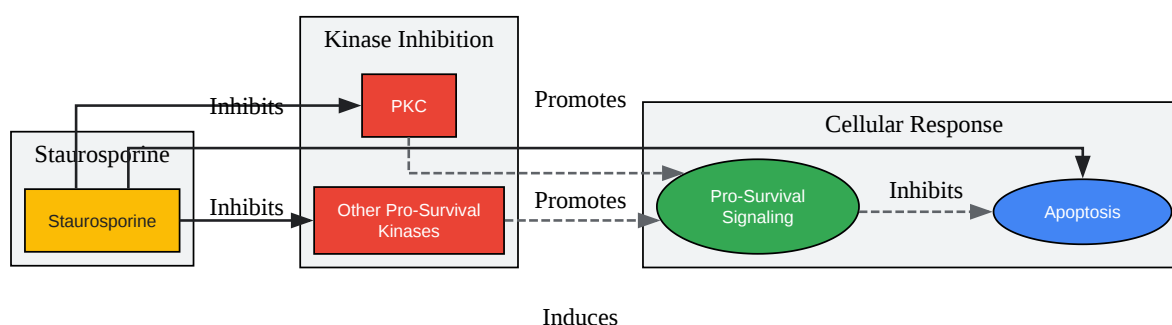 Kinase Inhibition
PKC
Inhibits
Promotes
Cellular Response
Staurosporine
Staurosporine
Inhibits
Other Pro-Survival
Kinases
Promotes
Pro-Survival
Signaling
Inhibits
Apoptosis
Induces